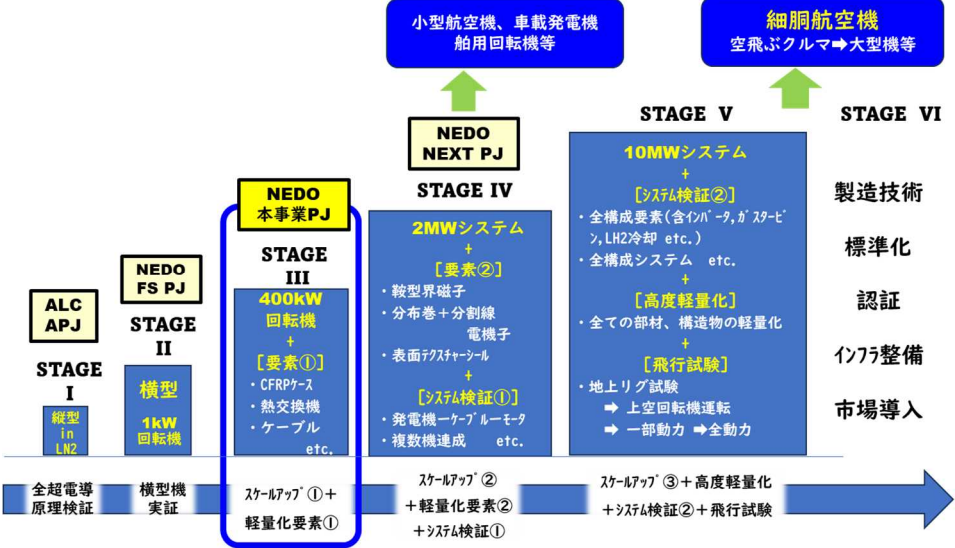 小型航空機、車載発電機
舶用回転機等
細胴航空機
空飛ぶクルマ➡大型機等
ALC
APJ
STAGE
I
縦型
in
LN2
全超電導
原理検証
NEDO
FS PJ
STAGE
II
横型
1kW
回転機
横型機
実証
NEDO
本事業PJ
STAGE
III
400kW
回転機
+
[要素①]
・CFRPケース
・熱交換機
・ケーブル
etc.
スケールアップ①+
軽量化要素①
NEDO
NEXT PJ
STAGE IV
2MWシステム
+
[要素②]
・鞍型界磁子
・分布巻+分割線
電機子
・表面テクスチャーシール
+
[システム検証①]
・発電機ーケーブルーモータ
・複数機連成 etc.
スケールアップ②
+軽量化要素②
+システム検証①
STAGE V
10MWシステム
+
[システム検証②]
・全構成要素(含インバータ,ガスタービ
ン,LH2冷却 etc.)
・全構成システム etc.
+
[高度軽量化]
・全ての部材、構造物の軽量化
+
[飛行試験]
・地上リグ試験
➡ 上空回転機運転
➡ 一部動力 ➡全動力
スケールアップ③+高度軽量化
+システム検証②+飛行試験
STAGE VI
製造技術
標準化
認証
インフラ整備
市場導入